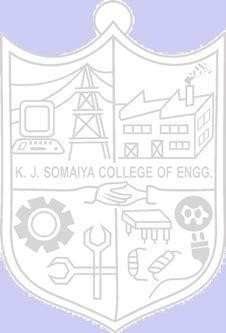 K. J. SOMAIYA COLLEGE OF ENGG.